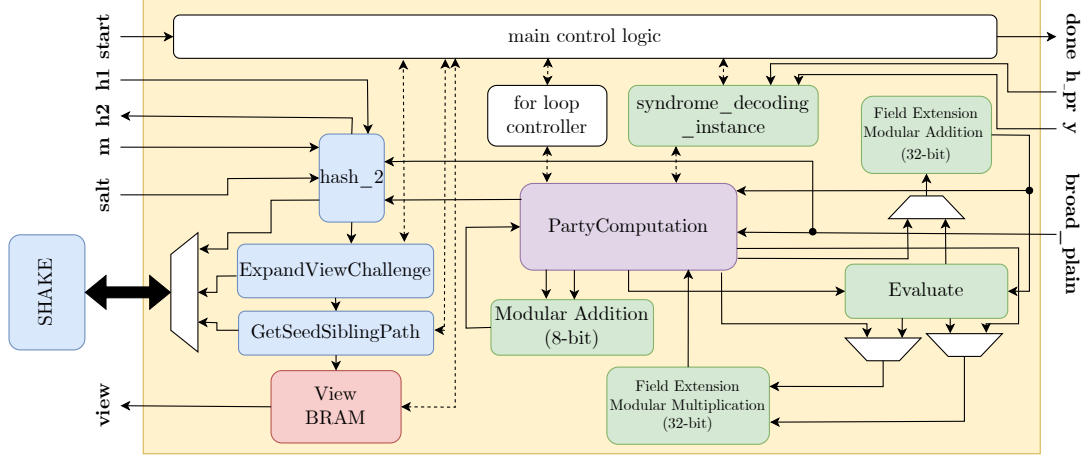 start
main control logic
done
h1
h_pr
for loop
controller
syndrome_decoding
_instance
Field Extension
Modular Addition
(32-bit)
h2
y
m
hash_2
salt
broad_plain
PartyComputation
SHAKE
ExpandViewChallenge
Evaluate
GetSeedSiblingPath
Modular Addition
(8-bit)
view
View
BRAM
Field Extension
Modular Multiplication
(32-bit)